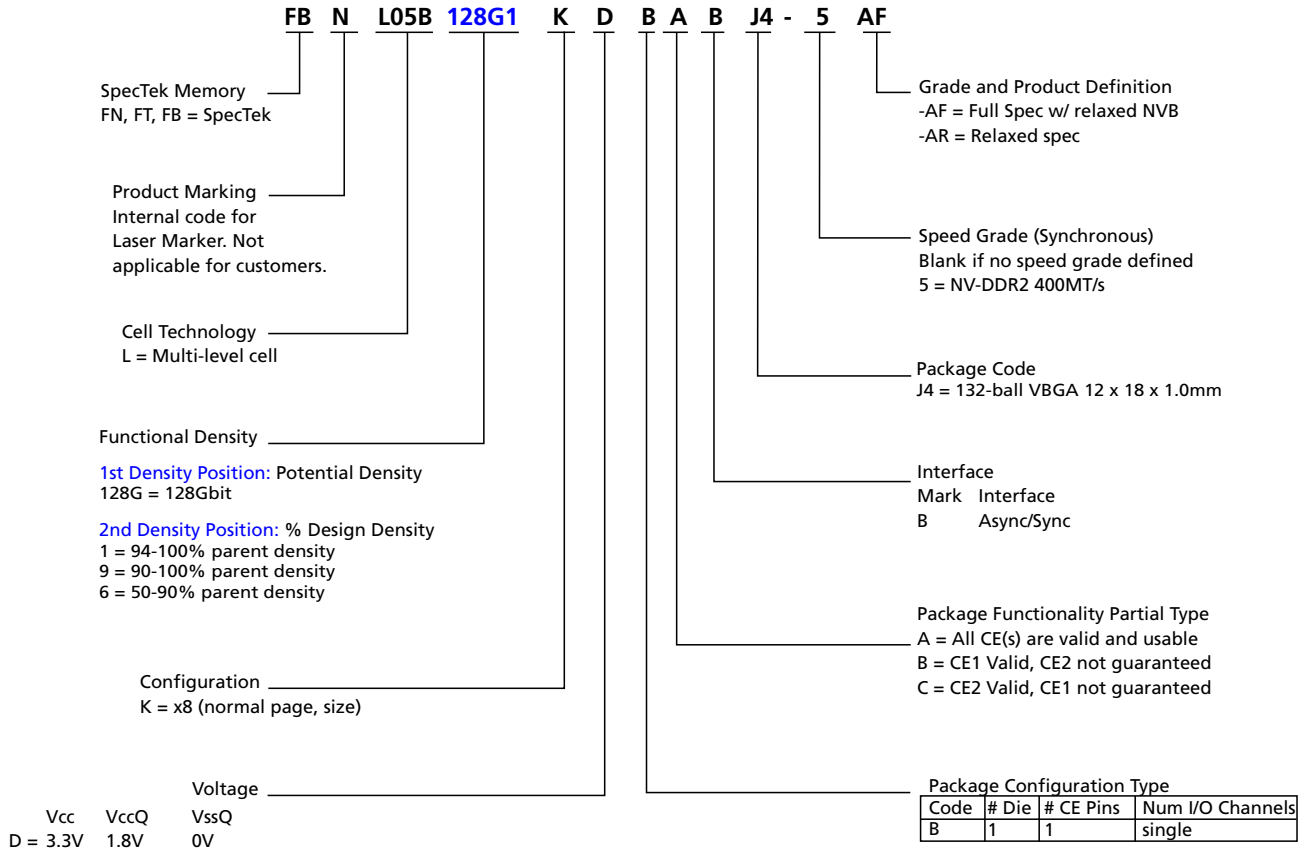 FB N L05B 128G1 K D B A B J4 - 5 AF
SpecTek Memory
FN, FT, FB = SpecTek
Product Marking
Internal code for
Laser Marker. Not
applicable for customers.
Cell Technology
L = Multi-level cell
Functional Density
1st Density Position: Potential Density
128G = 128Gbit
2nd Density Position: % Design Density
1 = 94-100% parent density
9 = 90-100% parent density
6 = 50-90% parent density
Configuration
K = x8 (normal page, size)
Voltage
Vcc VccQ VssQ
D = 3.3V 1.8V 0V
Grade and Product Definition
-AF = Full Spec w/ relaxed NVB
-AR = Relaxed spec
Speed Grade (Synchronous)
Blank if no speed grade defined
5 = NV-DDR2 400MT/s
Package Code
J4 = 132-ball VBGA 12 x 18 x 1.0mm
Interface
Mark Interface
B Async/Sync
Package Functionality Partial Type
A = All CE(s) are valid and usable
B = CE1 Valid, CE2 not guaranteed
C = CE2 Valid, CE1 not guaranteed
Package Configuration Type
Code # Die # CE Pins Num I/O Channels
B 1 1 single